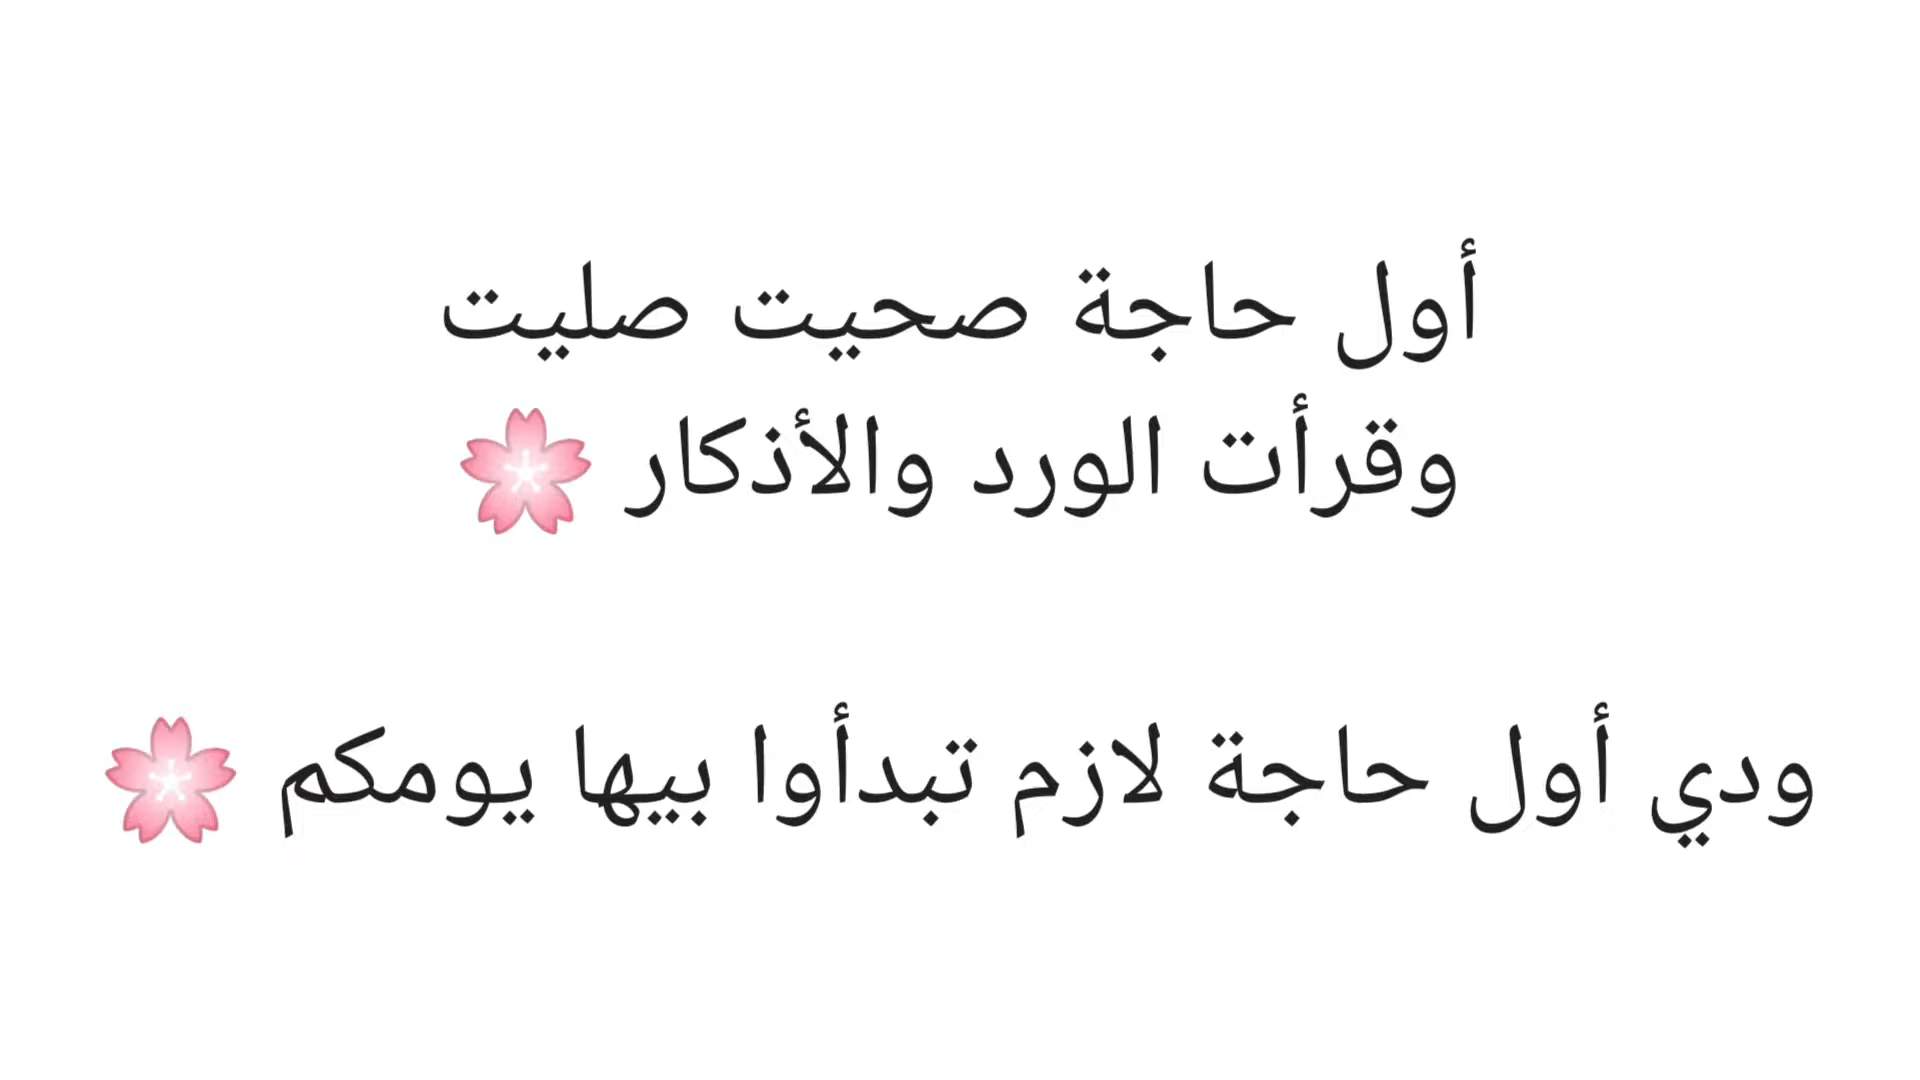 أول حاجة صحيت صليت
وقرأت الورد والأذكار 🌸
ودي أول حاجة لازم تبدأوا بيها يومكم 🌸